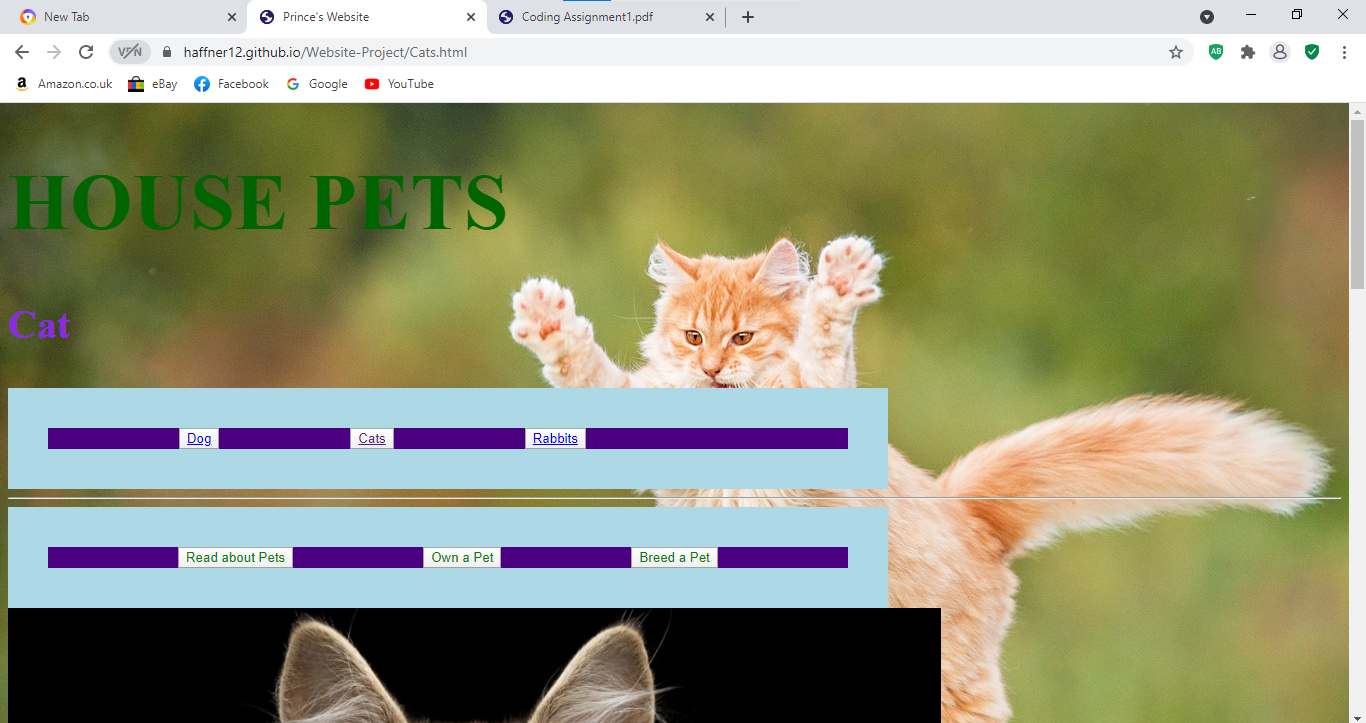 New Tab
Prince's Website
Coding Assignment1.pdf
VPN
haffner12.github.io/Website-Project/Cats.html
AB
a Amazon.co.uk
eBay
Facebook
G Google
YouTube
HOUSE PETS
Cat
Dog Cats Rabbits
Read about Pets Own a Pet Breed a Pet